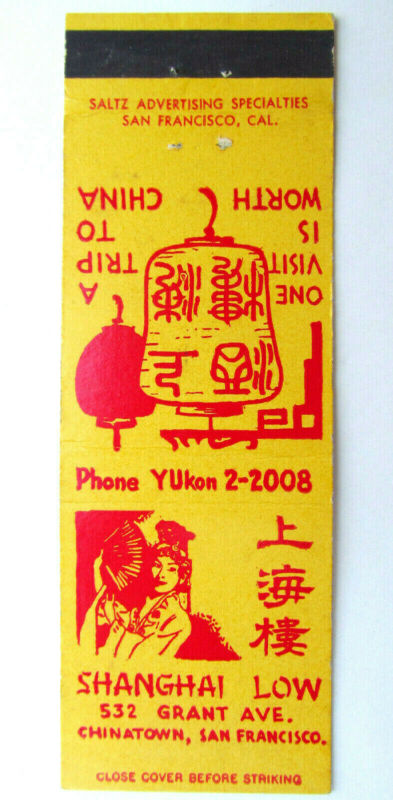 SALTZ ADVERTISING SPECIALTIES
SAN FRANCISCO, CAL.
ONE
VISIT
IS
WORTH
A
TRIP
TO
CHINA
Phone YUkon 2-2008
上海樓
SHANGHAI LOW
532 GRANT AVE.
CHINATOWN, SAN FRANCISCO.
CLOSE COVER BEFORE STRIKING